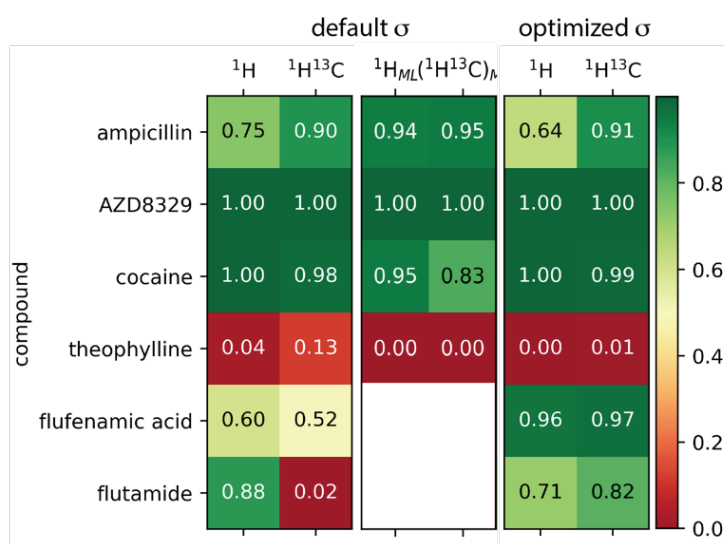 default σ optimized σ
¹H ¹H¹³C ¹H_ML (¹H¹³C)_M ¹H ¹H¹³C
ampicillin 0.75 0.90 0.94 0.95 0.64 0.91
0.8
AZD8329 1.00 1.00 1.00 1.00 1.00 1.00
cocaine 1.00 0.98 0.95 0.83 1.00 0.99
0.6
compound
theophylline 0.04 0.13 0.00 0.00 0.00 0.01
0.4
flufenamic acid 0.60 0.52 0.96 0.97
0.2
flutamide 0.88 0.02 0.71 0.82
0.0